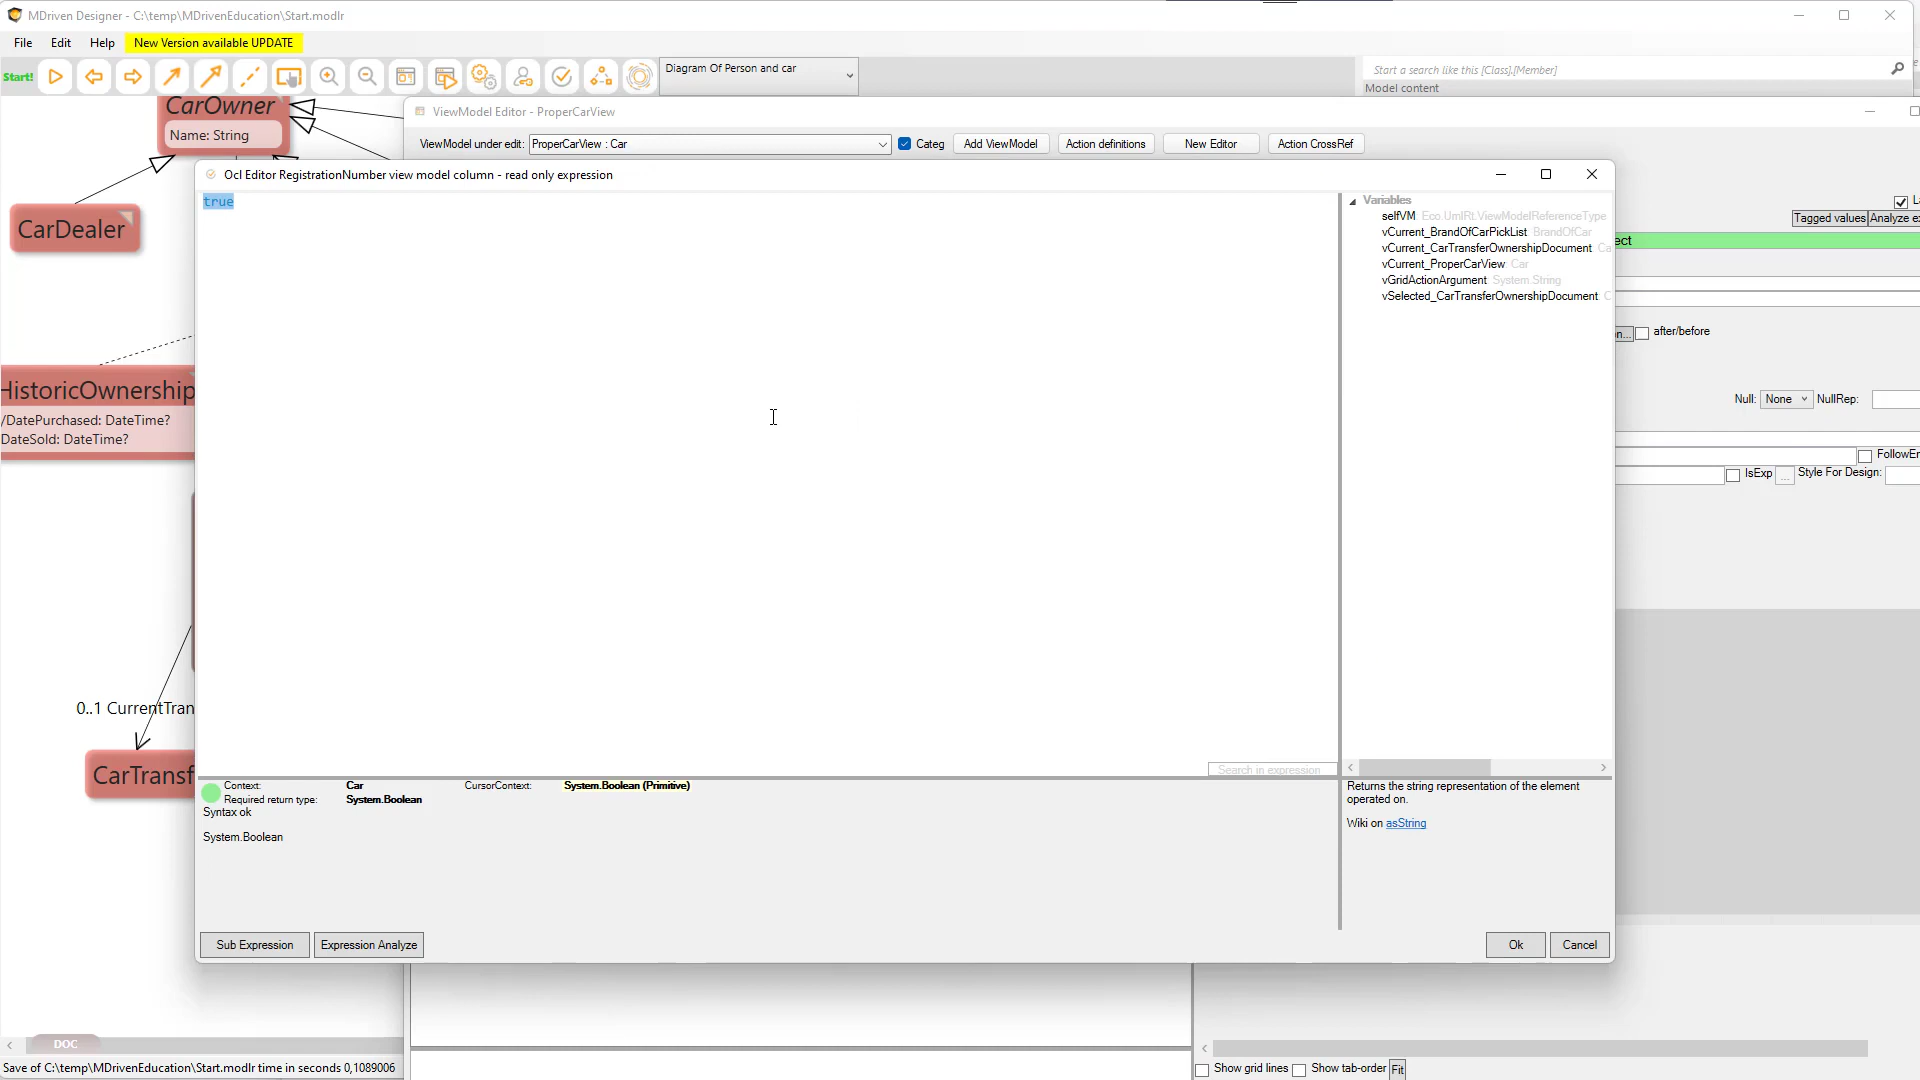 MDriven Designer - C:\temp\MDrivenEducation\Start.modlr
File Edit Help New Version available UPDATE
Start!
Diagram Of Person and car
Start a search like this [Class].[Member]
Model content
CarOwner
Name: String
ViewModel Editor - ProperCarView
ViewModel under edit: ProperCarView : Car
Categ
Add ViewModel
Action definitions
New Editor
Action CrossRef
Ocl Editor RegistrationNumber view model column - read only expression
true
Variables
selfVM Eco.UmlRt.ViewModelReferenceType
vCurrent_BrandOfCarPickList BrandOfCar
vCurrent_CarTransferOwnershipDocument Ca
vCurrent_ProperCarView Car
vGridActionArgument System.String
vSelected_CarTransferOwnershipDocument C
Tagged values
Analyze ex
ect
n...
after/before
Null: None NullRep:
FollowEn
IsExp ... Style For Design:
CarDealer
HistoricOwnership
/DatePurchased: DateTime?
DateSold: DateTime?
0..1 CurrentTran
CarTransf
Search in expression
Context: Car CursorContext: System.Boolean (Primitive)
Required return type: System.Boolean
Syntax ok
System.Boolean
Returns the string representation of the element
operated on.
Wiki on asString
Sub Expression
Expression Analyze
Ok
Cancel
DOC
Save of C:\temp\MDrivenEducation\Start.modlr time in seconds 0,1089006
Show grid lines
Show tab-order
Fit